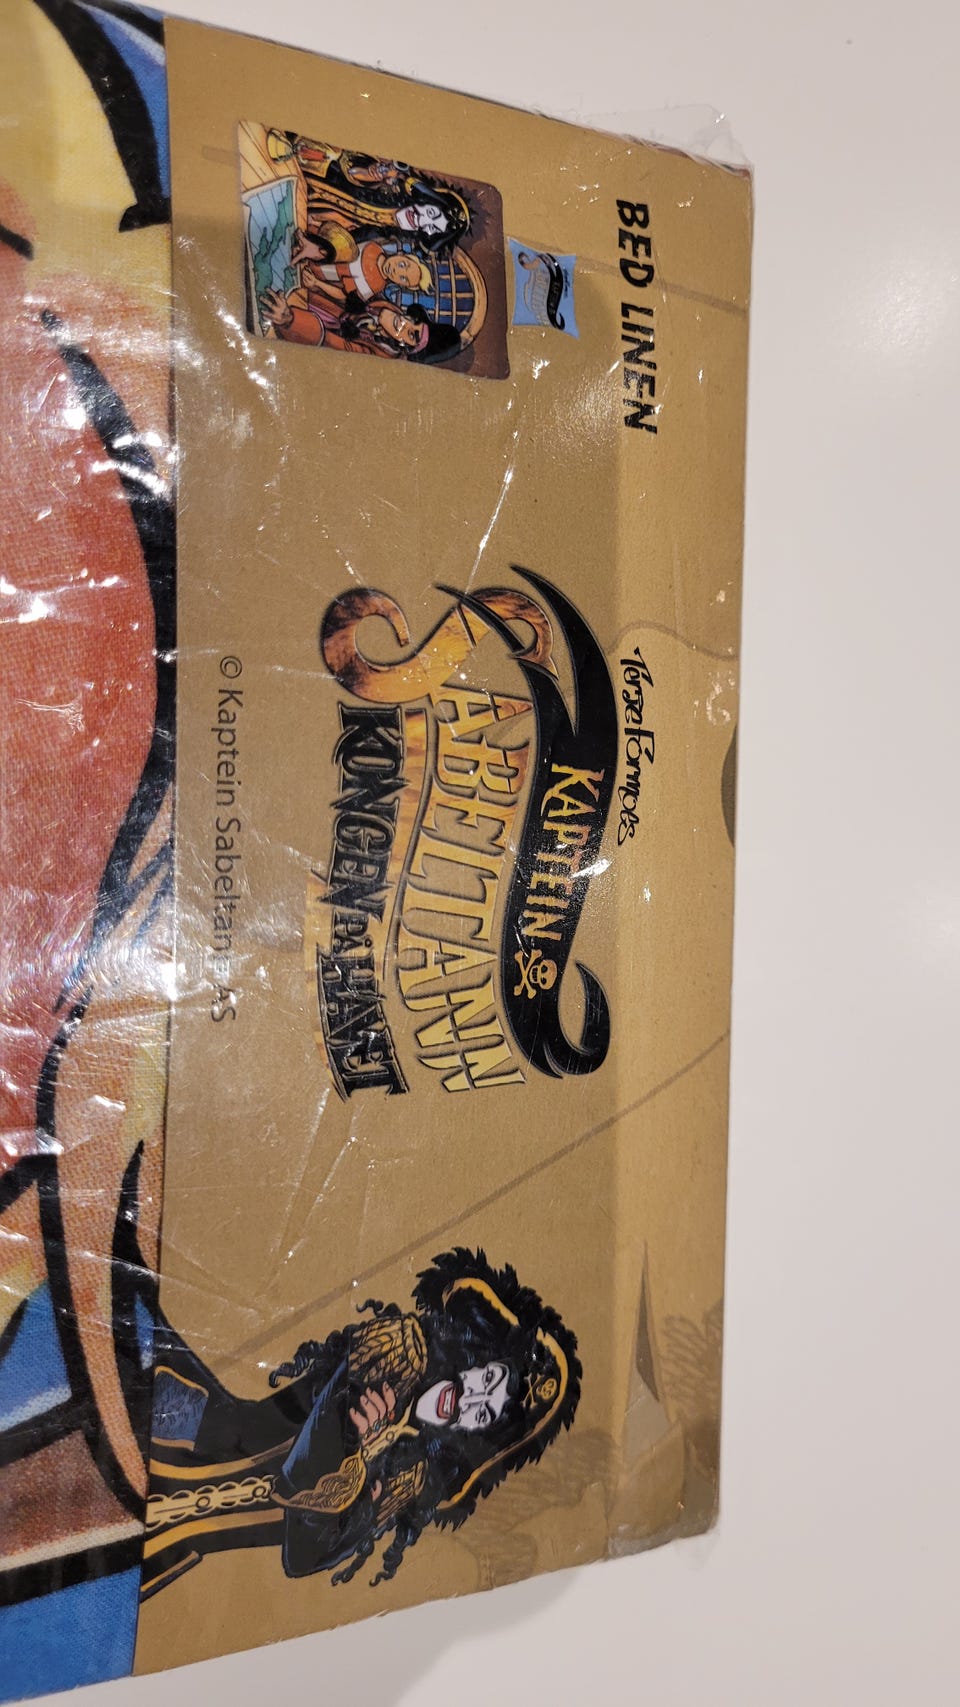 BED LINEN
Terje Formoes
KAPTEIN
SABELTANN
KONGEN PÅ HAVET
© Kaptein Sabeltann AS